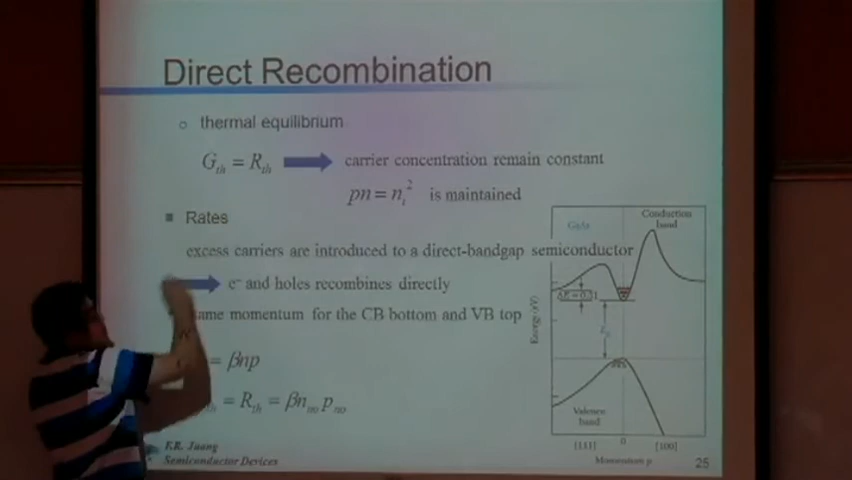 Direct Recombination
thermal equilibrium
G_th = R_th carrier concentration remain constant
pn = n_i^2 is maintained
Rates
excess carriers are introduced to a direct-bandgap semiconductor
e⁻ and holes recombines directly
same momentum for the CB bottom and VB top
= βnp
= R_th = βn_no p_no
F.R. Juang
Semiconductor Devices
25
GaAs
Conduction
band
Energy (eV)
E_g
Valence
band
[111] 0 [100]
Momentum p